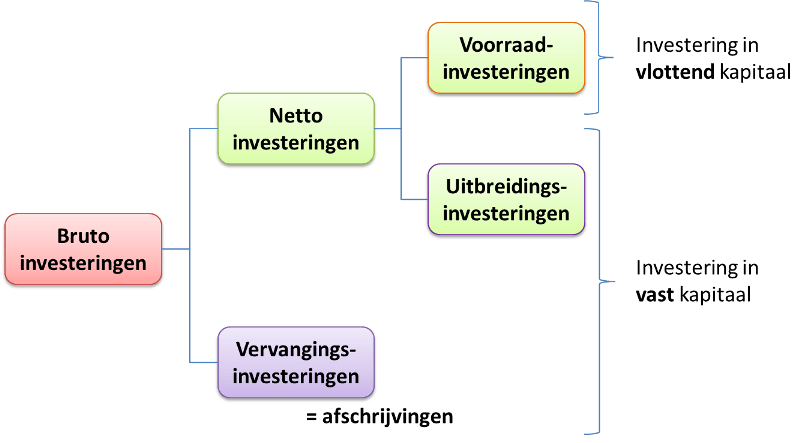 Voorraad-
investeringen
Investering in
vlottend kapitaal
Netto
investeringen
Uitbreidings-
investeringen
Bruto
investeringen
Investering in
vast kapitaal
Vervangings-
investeringen
= afschrijvingen